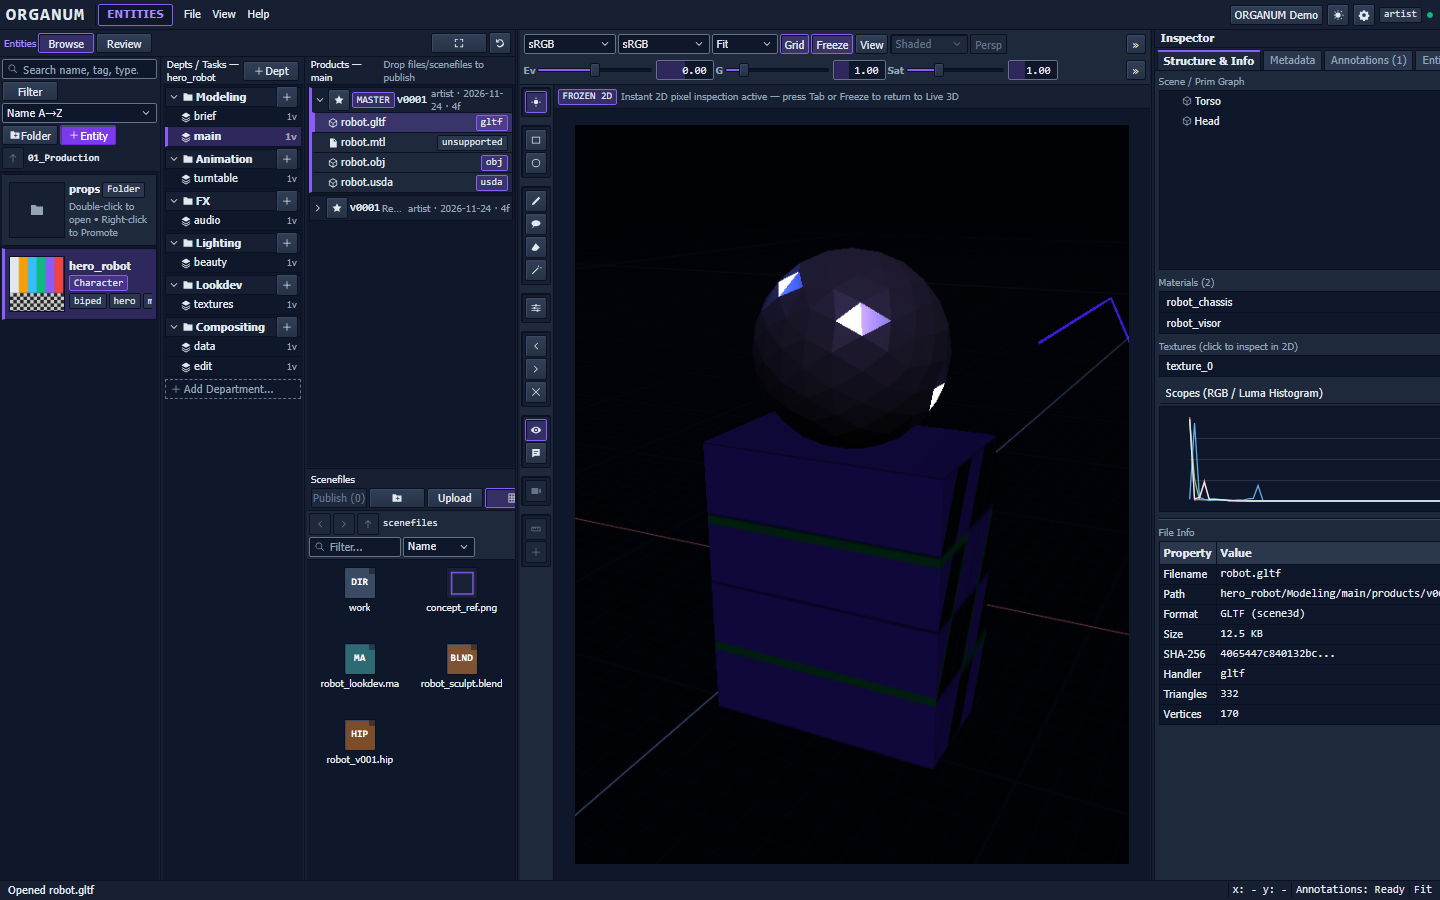 ORGANUM ENTITIES File View Help ORGANUM Demo artist
Entities Browse Review
Search name, tag, type.
Filter
Name A→Z
Folder + Entity
01_Production
props Folder
Double-click to
open • Right-click
to Promote
hero_robot
Character
biped hero
Depts / Tasks —
hero_robot
+ Dept
Modeling
brief 1v
main 1v
Animation
turntable 1v
FX
audio 1v
Lighting
beauty 1v
Lookdev
textures 1v
Compositing
data 1v
edit 1v
+ Add Department...
Products —
main
Drop files/scenefiles to
publish
MASTER v0001 artist · 2026-11-
24 · 4f
robot.gltf gltf
robot.mtl unsupported
robot.obj obj
robot.usda usda
v0001 Re... artist · 2026-11-24 · 4f
Scenefiles
Publish (0) Upload
scenefiles
Filter... Name
DIR
work
concept_ref.png
MA
robot_lookdev.ma
BLND
robot_sculpt.blend
HIP
robot_v001.hip
sRGB sRGB Fit Grid Freeze View Shaded Persp »
Ev 0.00 G 1.00 Sat 1.00 »
FROZEN 2D Instant 2D pixel inspection active — press Tab or Freeze to return to Live 3D
Inspector
Structure & Info Metadata Annotations (1) Enti
Scene / Prim Graph
Torso
Head
Materials (2)
robot_chassis
robot_visor
Textures (click to inspect in 2D)
texture_0
Scopes (RGB / Luma Histogram)
File Info
Property Value
Filename robot.gltf
Path hero_robot/Modeling/main/products/v00
Format GLTF (scene3d)
Size 12.5 KB
SHA-256 4065447c840132bc...
Handler gltf
Triangles 332
Vertices 170
Opened robot.gltf x: - y: - Annotations: Ready Fit